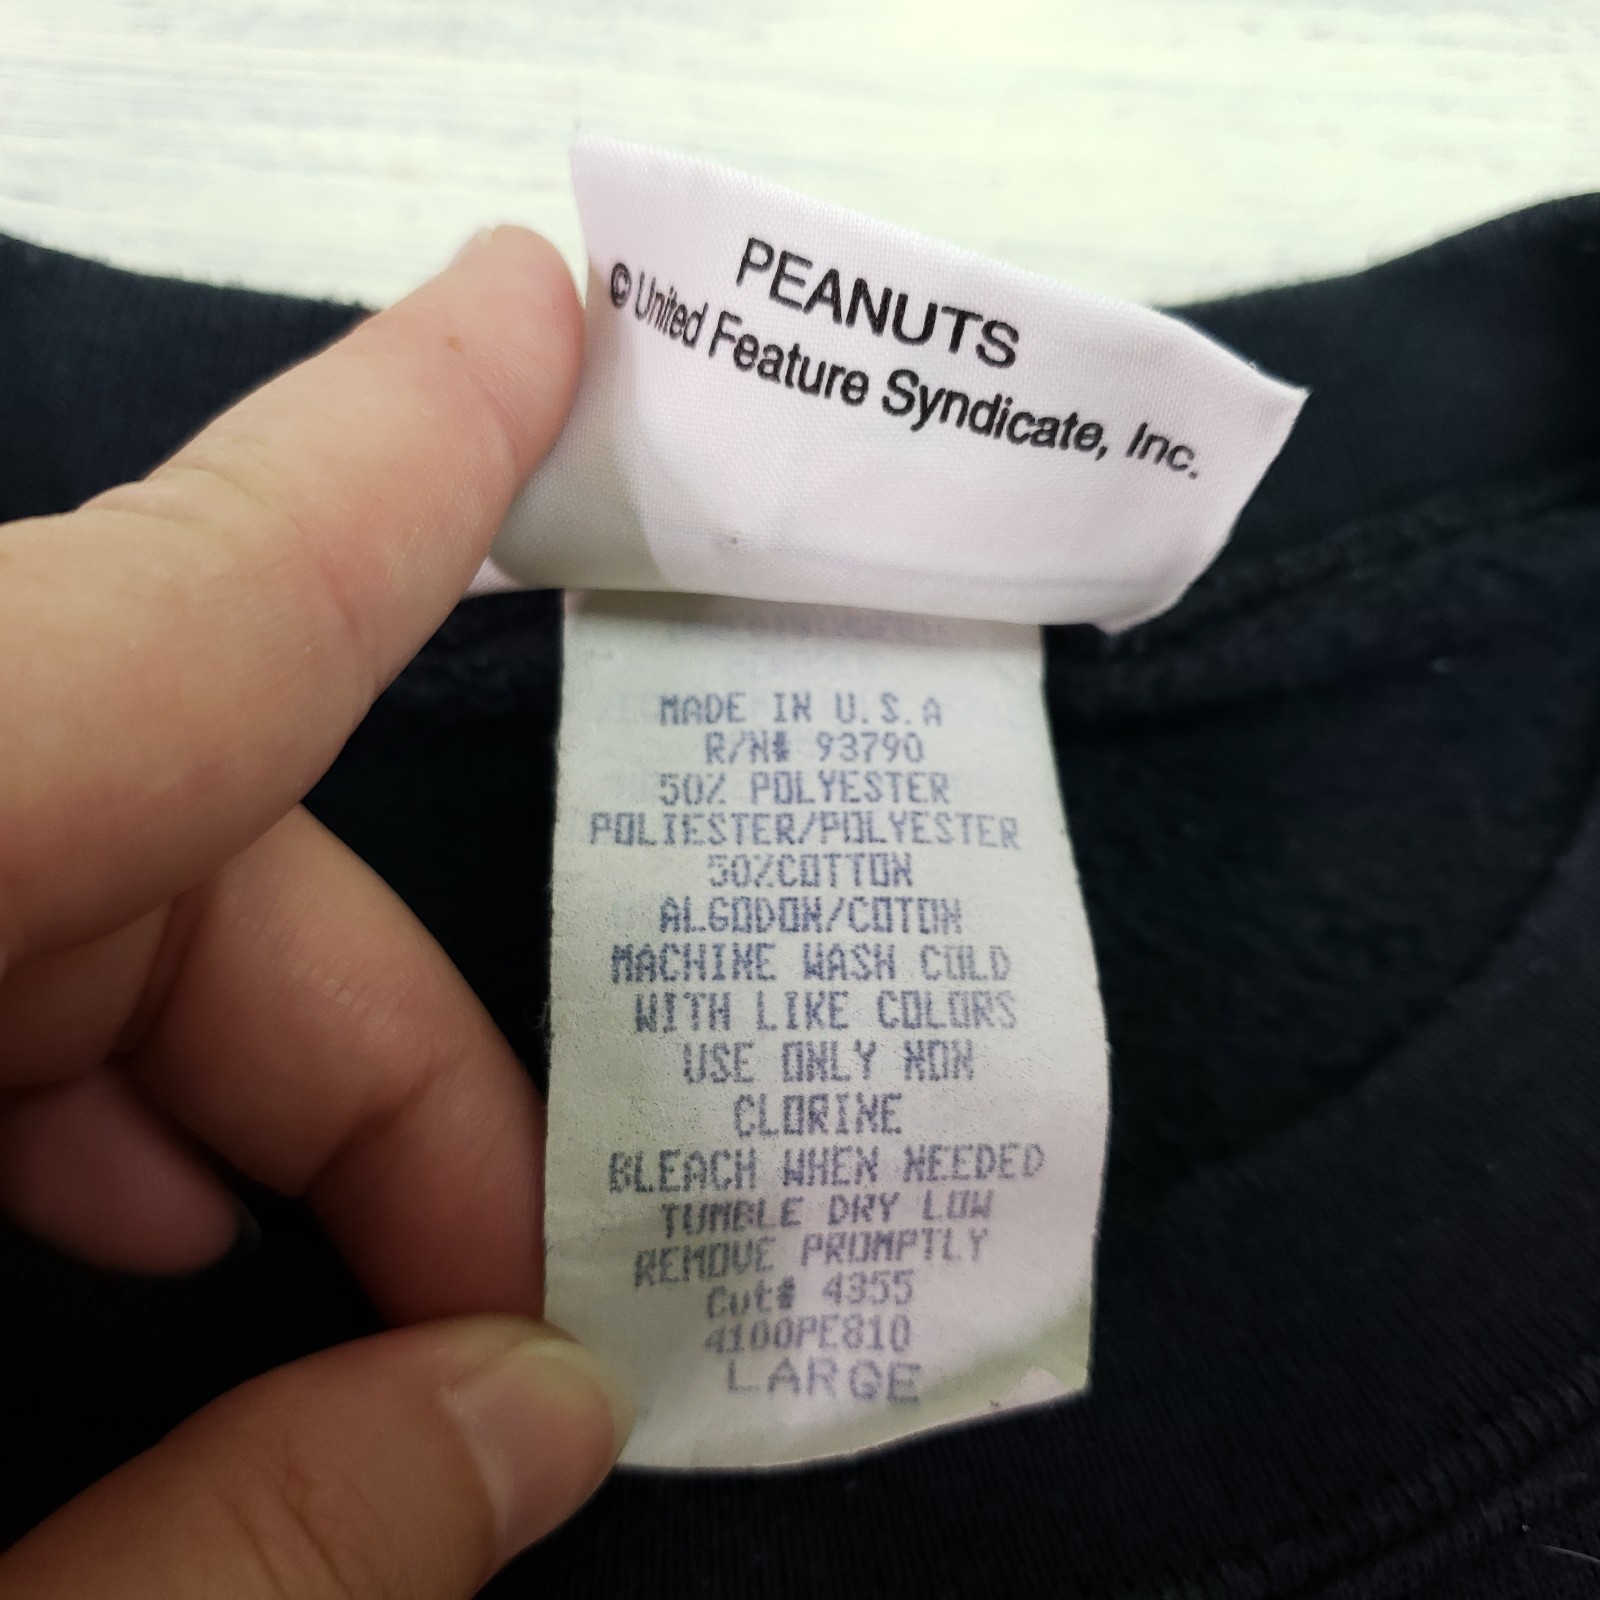 PEANUTS
© United Feature Syndicate, Inc.
MADE IN U.S.A
R/N# 93790
50% POLYESTER
POLIESTER/POLYESTER
50%COTTON
ALGODON/COTON
MACHINE WASH COLD
WITH LIKE COLORS
USE ONLY NON
CLORINE
BLEACH WHEN NEEDED
TUMBLE DRY LOW
REMOVE PROMPTLY
Cut# 4355
4100PE810
LARGE